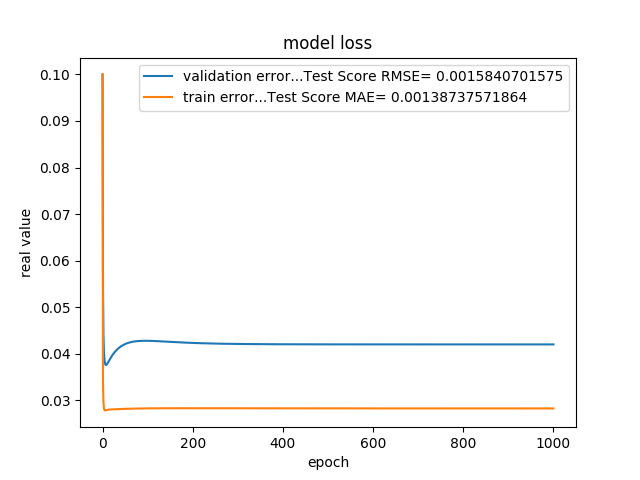 model loss
validation error...Test Score RMSE= 0.0015840701575
train error...Test Score MAE= 0.00138737571864
real value
0.10
0.09
0.08
0.07
0.06
0.05
0.04
0.03
0 200 400 600 800 1000
epoch